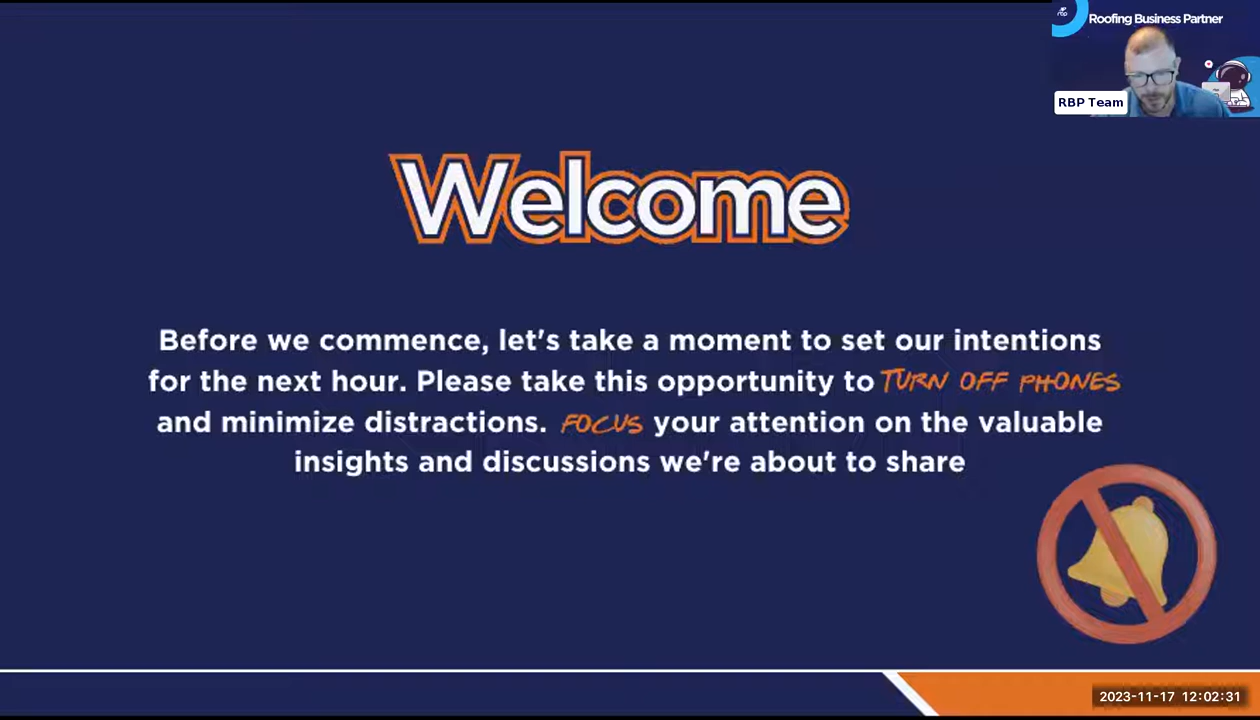 Roofing Business Partner
RBP Team
Welcome
Before we commence, let's take a moment to set our intentions
for the next hour. Please take this opportunity to TURN OFF PHONES
and minimize distractions. FOCUS your attention on the valuable
insights and discussions we're about to share
2023-11-17 12:02:31